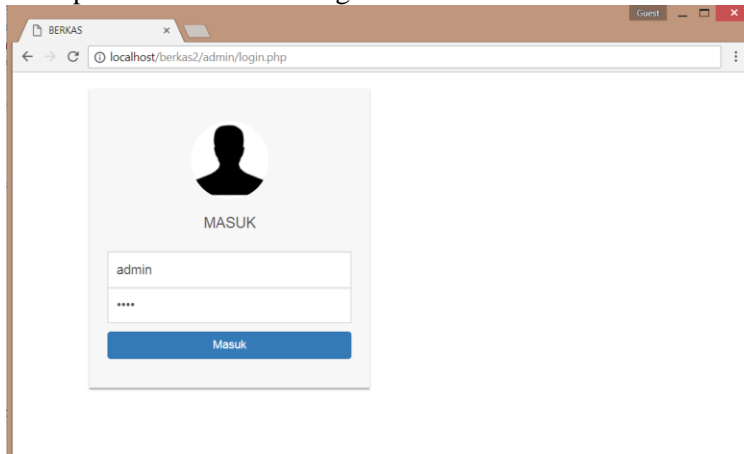 Guest
BERKAS
localhost/berkas2/admin/login.php
MASUK
admin
••••
Masuk